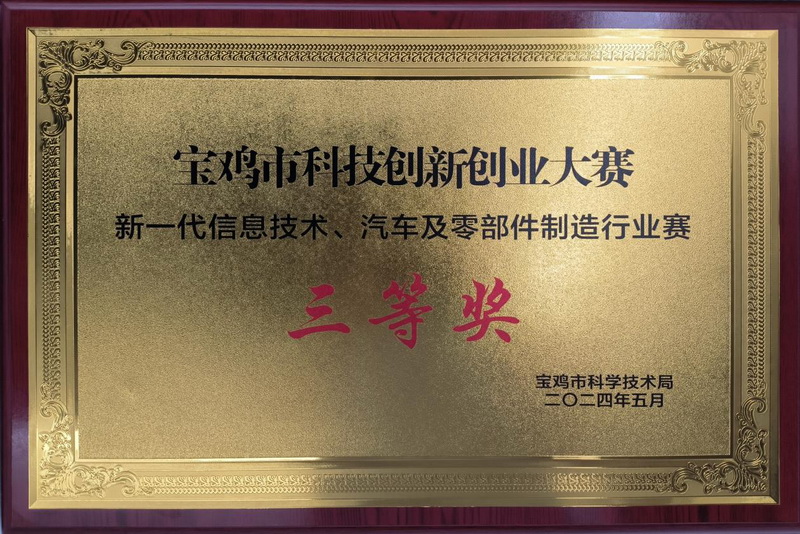 宝鸡市科技创新创业大赛
新一代信息技术、汽车及零部件制造行业赛
三等奖
宝鸡市科学技术局
二〇二四年五月